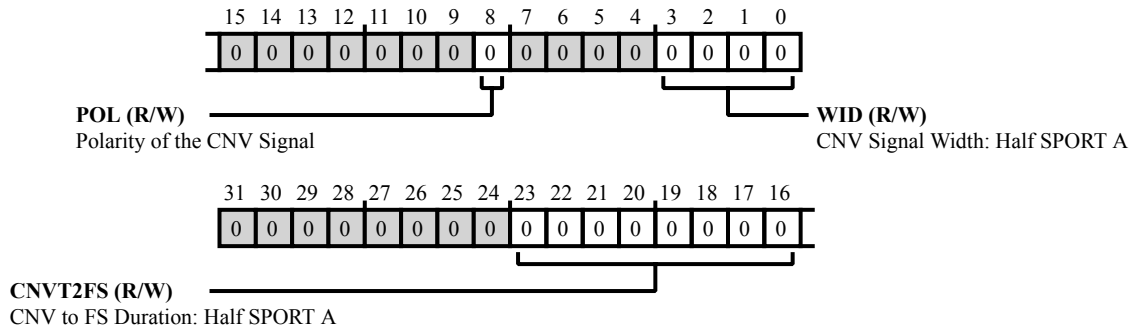 15 14 13 12 11 10 9 8 7 6 5 4 3 2 1 0
0 0 0 0 0 0 0 0 0 0 0 0 0 0 0 0
POL (R/W)
Polarity of the CNV Signal
WID (R/W)
CNV Signal Width: Half SPORT A
31 30 29 28 27 26 25 24 23 22 21 20 19 18 17 16
0 0 0 0 0 0 0 0 0 0 0 0 0 0 0 0
CNVT2FS (R/W)
CNV to FS Duration: Half SPORT A